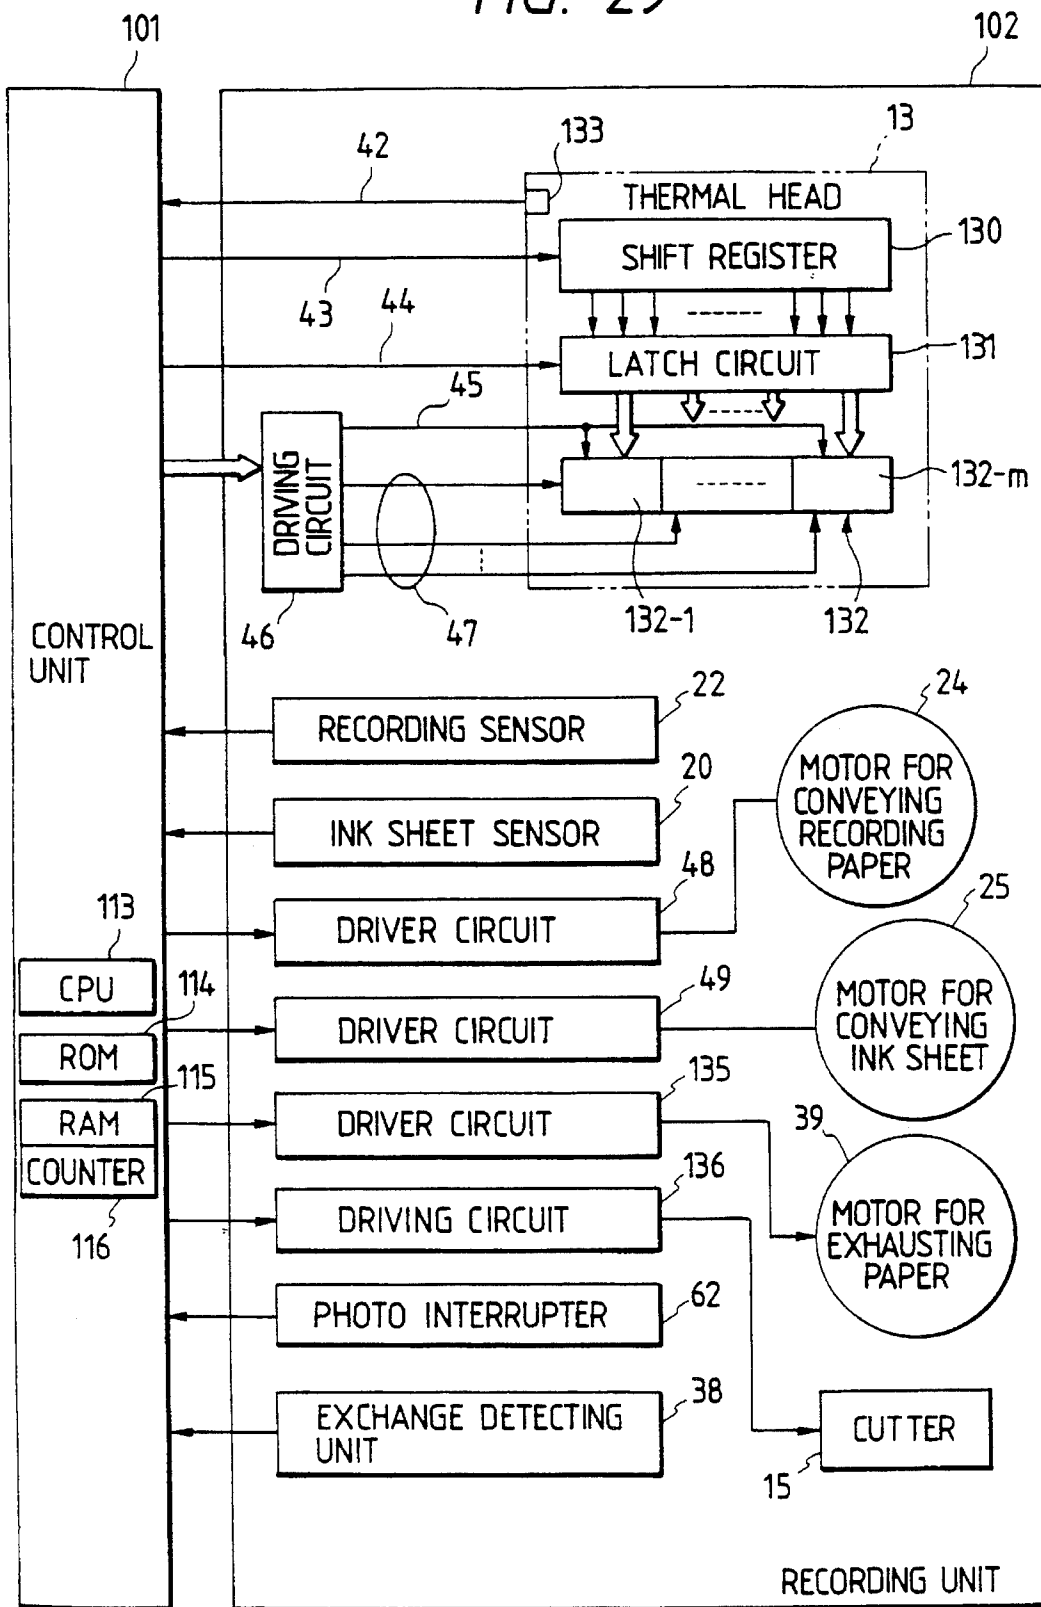 FIG. 29
101
102
133
13
42
THERMAL HEAD
SHIFT REGISTER
130
43
44
LATCH CIRCUIT
131
45
DRIVING
CIRCUIT
132-m
46
47
132-1
132
CONTROL
UNIT
RECORDING SENSOR
22
24
MOTOR FOR
CONVEYING
RECORDING
PAPER
INK SHEET SENSOR
20
DRIVER CIRCUIT
48
25
113
CPU
114
ROM
DRIVER CIRCUIT
49
MOTOR FOR
CONVEYING
INK SHEET
115
RAM
COUNTER
116
DRIVER CIRCUIT
135
39
DRIVING CIRCUIT
136
MOTOR FOR
EXHAUSTING
PAPER
PHOTO INTERRUPTER
62
EXCHANGE DETECTING
UNIT
38
CUTTER
15
RECORDING UNIT